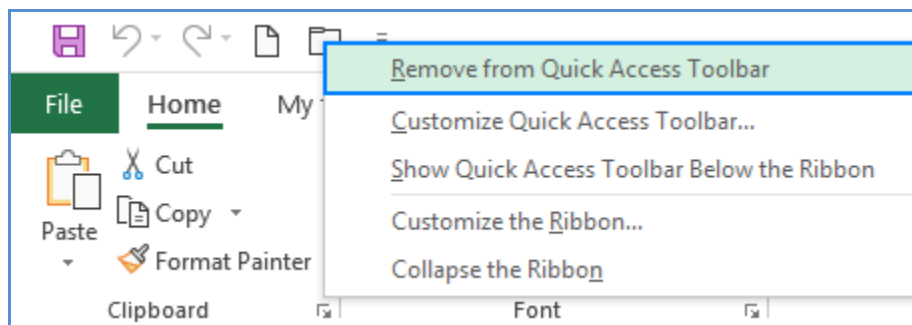 Remove from Quick Access Toolbar
File Home My
Customize Quick Access Toolbar...
Cut
Show Quick Access Toolbar Below the Ribbon
Copy
Paste
Customize the Ribbon...
Format Painter
Collapse the Ribbon
Clipboard
Font